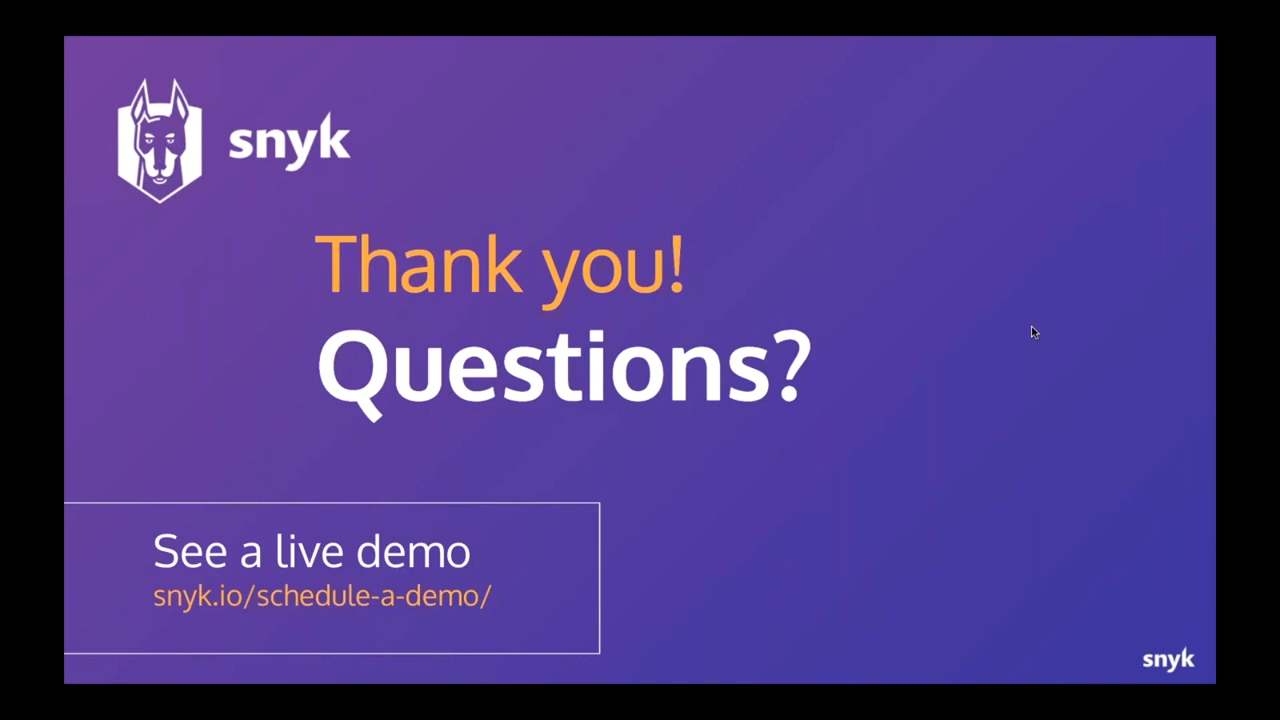 snyk
Thank you!
Questions?
See a live demo
snyk.io/schedule-a-demo/
snyk